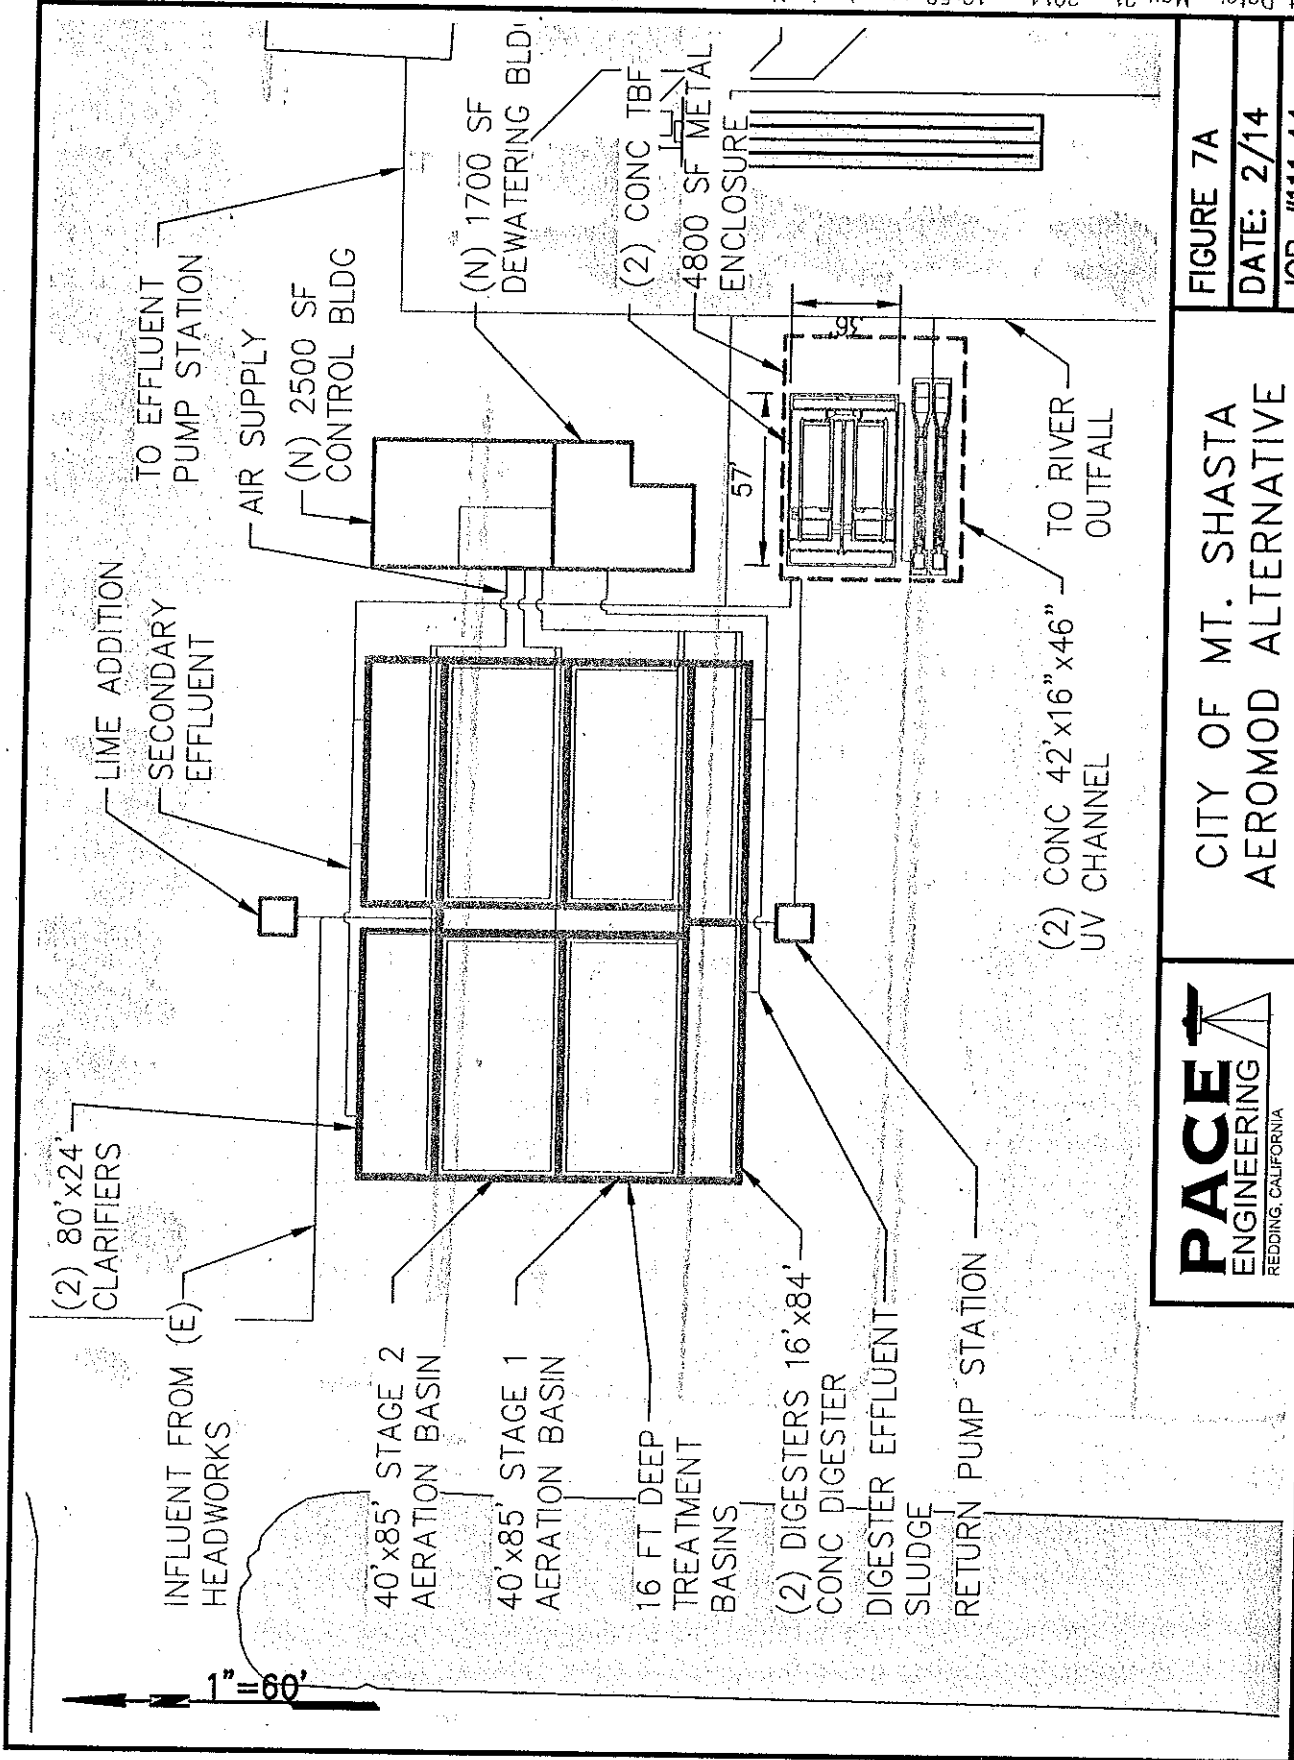 INFLUENT FROM (E)
HEADWORKS
(2) 80'x24'
CLARIFIERS
LIME ADDITION
SECONDARY
EFFLUENT
TO EFFLUENT
PUMP STATION
AIR SUPPLY
(N) 2500 SF
CONTROL BLDG
(N) 1700 SF
DEWATERING BLD
(2) CONC TBF
4800 SF METAL
ENCLOSURE
1"=60'
40'x85' STAGE 2
AERATION BASIN
40'x85' STAGE 1
AERATION BASIN
16 FT DEEP
TREATMENT
BASINS
(2) DIGESTERS 16'x84'
CONC DIGESTER
DIGESTER EFFLUENT
SLUDGE
RETURN PUMP STATION
57'
36'
(2) CONC 42'x16"x46"
UV CHANNEL
TO RIVER
OUTFALL
PACE
ENGINEERING
REDDING, CALIFORNIA
CITY OF MT. SHASTA
AEROMOD ALTERNATIVE
FIGURE 7A
DATE: 2/14